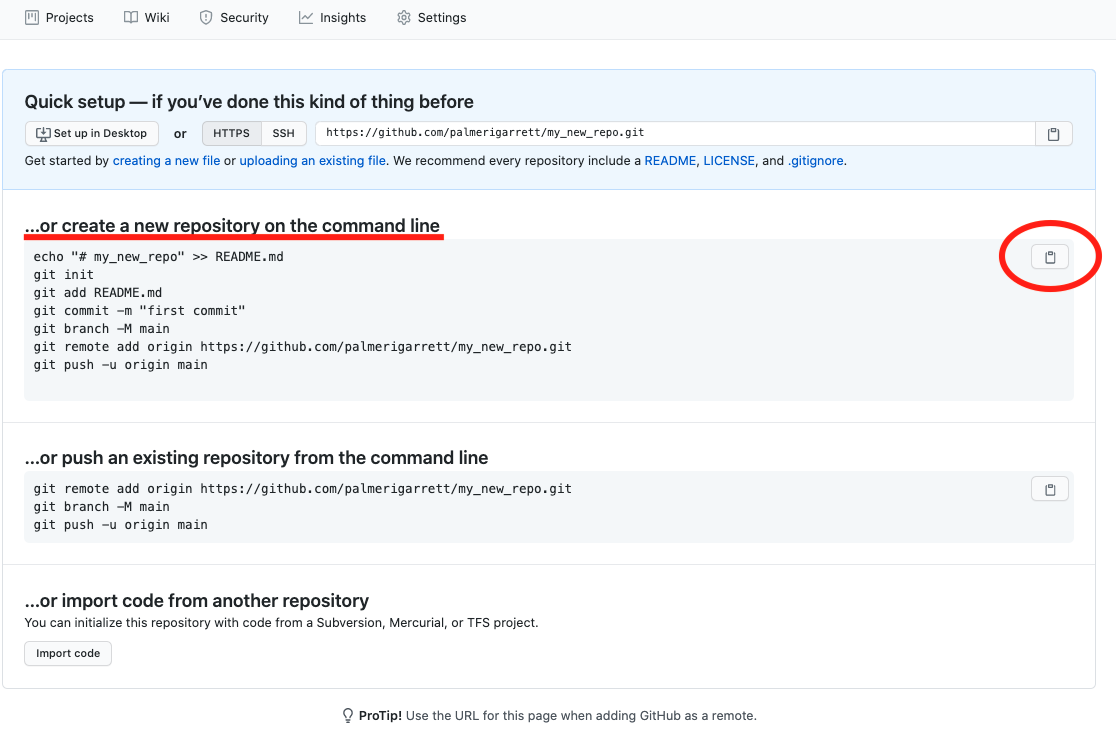 Projects Wiki Security Insights Settings
Quick setup — if you’ve done this kind of thing before
Set up in Desktop or HTTPS SSH https://github.com/palmerigarrett/my_new_repo.git
Get started by creating a new file or uploading an existing file. We recommend every repository include a README, LICENSE, and .gitignore.
...or create a new repository on the command line
echo "# my_new_repo" >> README.md
git init
git add README.md
git commit -m "first commit"
git branch -M main
git remote add origin https://github.com/palmerigarrett/my_new_repo.git
git push -u origin main
...or push an existing repository from the command line
git remote add origin https://github.com/palmerigarrett/my_new_repo.git
git branch -M main
git push -u origin main
...or import code from another repository
You can initialize this repository with code from a Subversion, Mercurial, or TFS project.
Import code
ProTip! Use the URL for this page when adding GitHub as a remote.